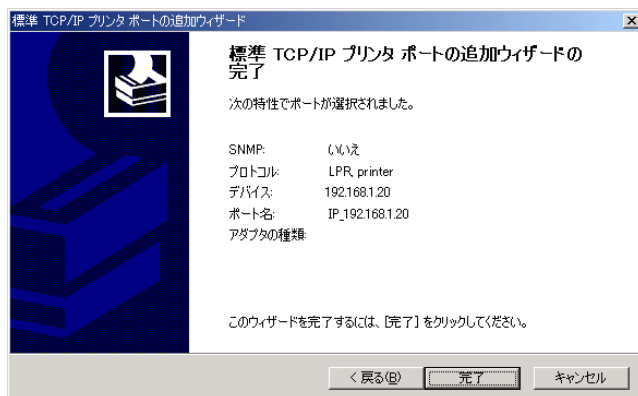 標準 TCP/IP プリンタ ポートの追加ウィザード
標準 TCP/IP プリンタ ポートの追加ウィザードの
完了
次の特性でポートが選択されました。
SNMP: いいえ
プロトコル: LPR, printer
デバイス: 192.168.1.20
ポート名: IP_192.168.1.20
アダプタの種類:
このウィザードを完了するには、[完了] をクリックしてください。
< 戻る(B) 完了 キャンセル